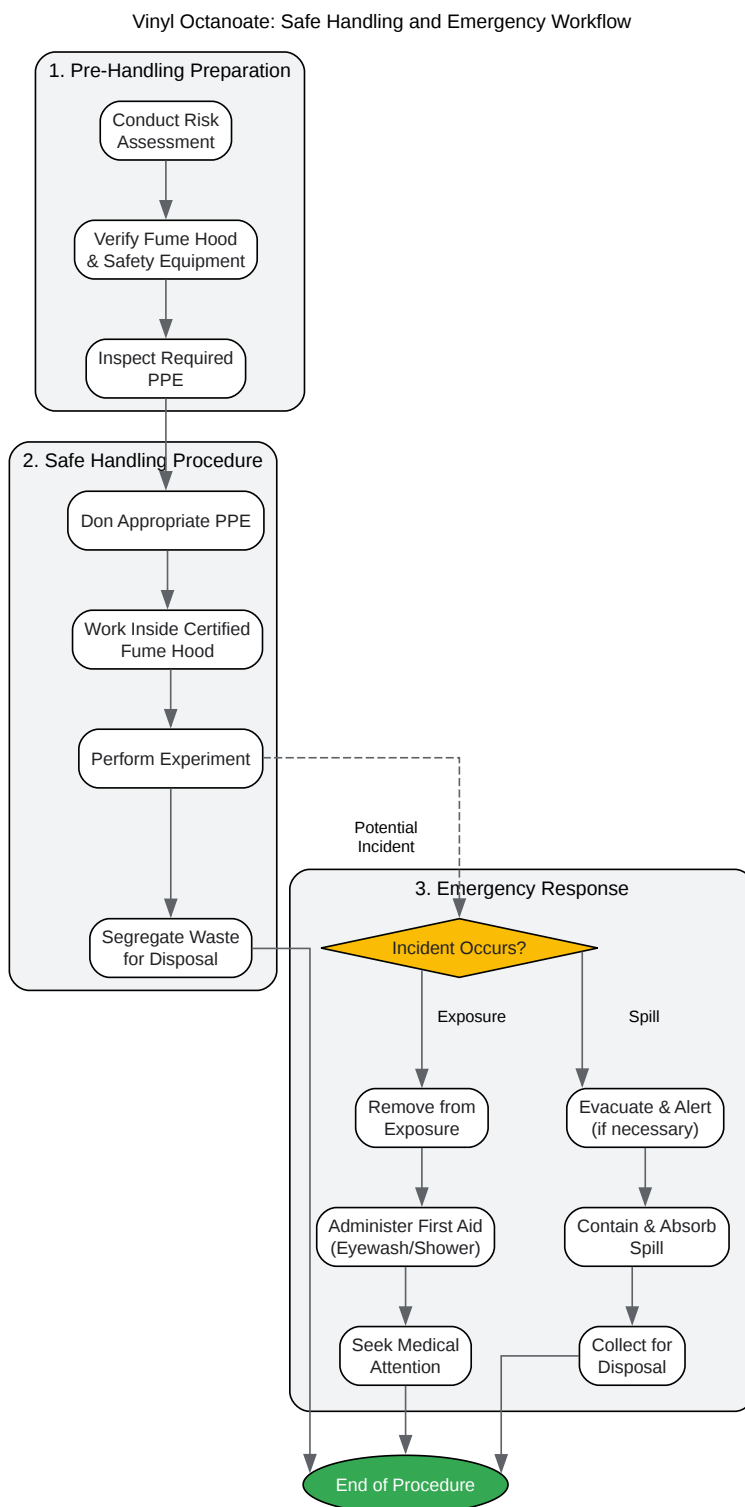 Vinyl Octanoate: Safe Handling and Emergency Workflow
1. Pre-Handling Preparation
Conduct Risk
Assessment
Verify Fume Hood
& Safety Equipment
Inspect Required
PPE
2. Safe Handling Procedure
Don Appropriate PPE
Work Inside Certified
Fume Hood
Perform Experiment
Potential
Incident
Segregate Waste
for Disposal
3. Emergency Response
Incident Occurs?
Exposure
Spill
Remove from
Exposure
Evacuate & Alert
(if necessary)
Administer First Aid
(Eyewash/Shower)
Contain & Absorb
Spill
Seek Medical
Attention
Collect for
Disposal
End of Procedure